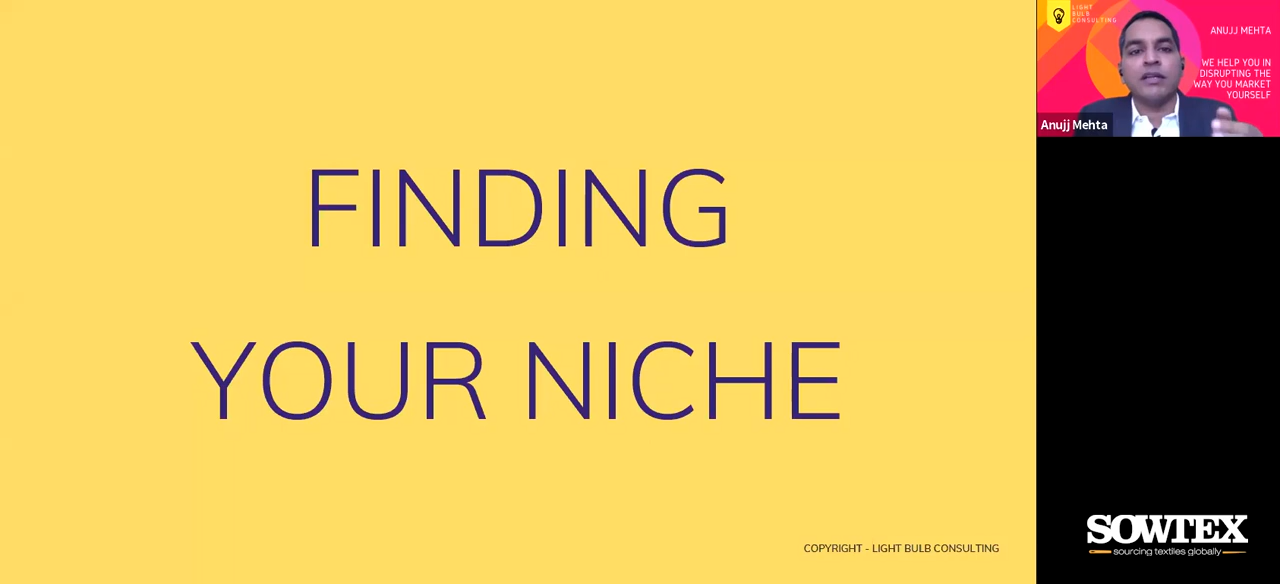 FINDING
YOUR NICHE
COPYRIGHT - LIGHT BULB CONSULTING
LIGHT
BULB
CONSULTING
ANUJJ MEHTA
WE HELP YOU IN
DISRUPTING THE
WAY YOU MARKET
YOURSELF
Anujj Mehta
SOWTEX
sourcing textiles globally